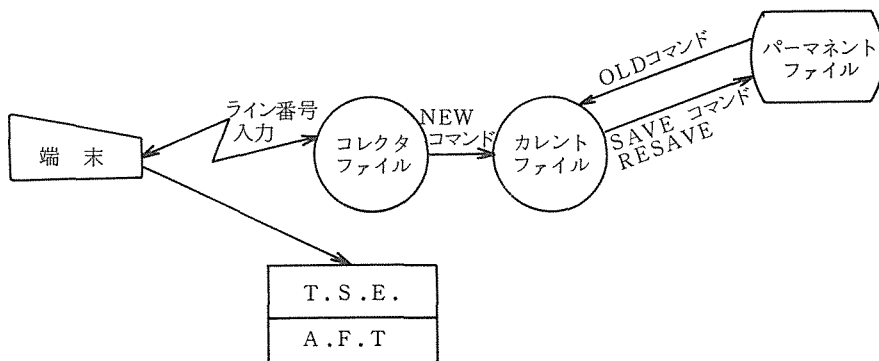 パーマネント
ファイル
OLDコマンド
ライン番号
入力
NEW
コマンド
コレクタ
ファイル
カレント
ファイル
SAVE コマンド
RESAVE
端 末
T.S.E.
A.F.T